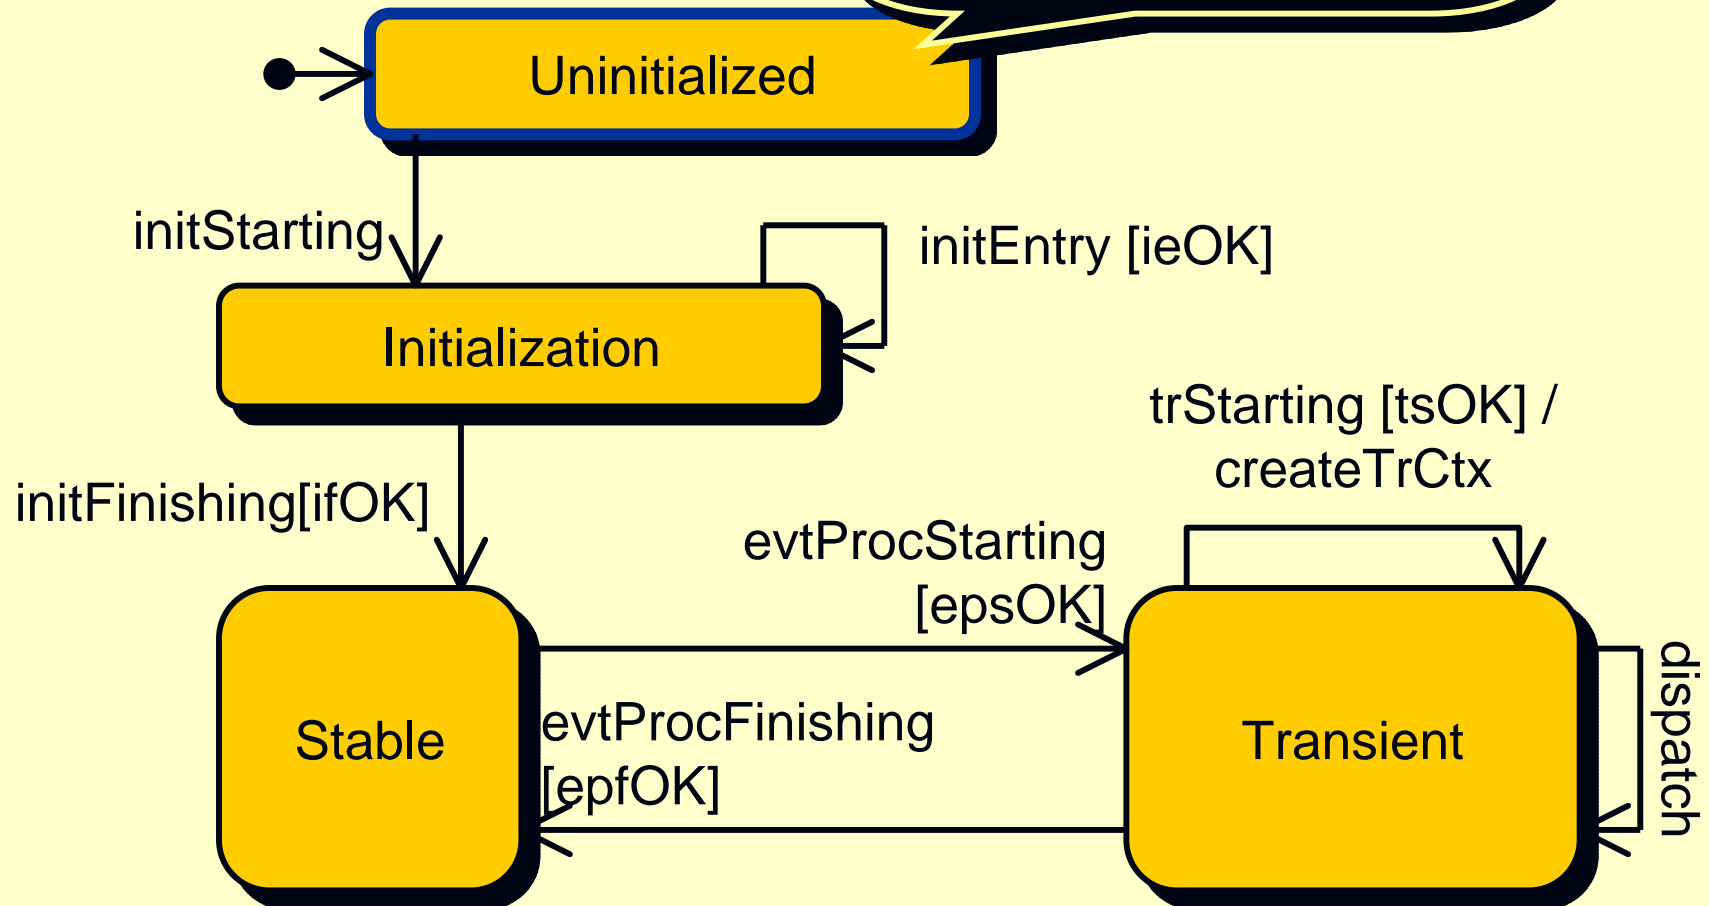 Uninitialized
initStarting
initEntry [ieOK]
Initialization
trStarting [tsOK] /
createTrCtx
initFinishing[ifOK]
evtProcStarting
[epsOK]
Stable
evtProcFinishing
[epfOK]
Transient
dispatch